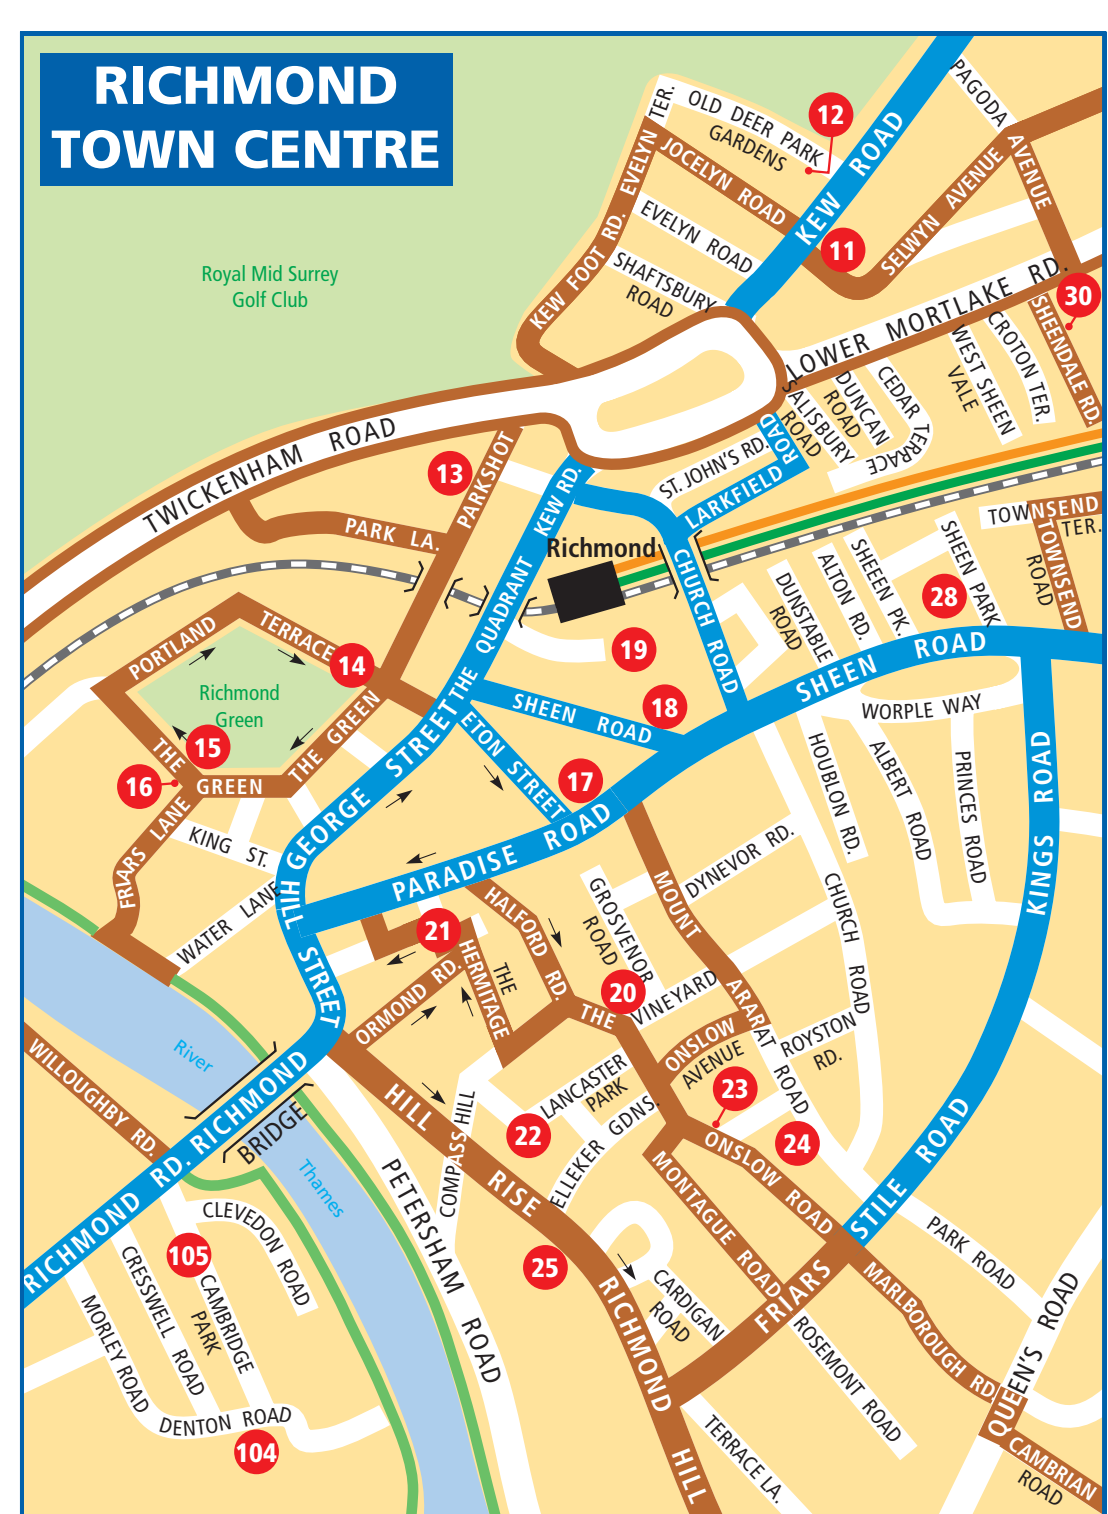 RICHMOND
TOWN CENTRE
PAGODA
AVENUE
TER.
OLD DEER PARK
GARDENS
12
KEW ROAD
EVELYN
JOCELYN ROAD
SELWYN AVENUE
EVELYN ROAD
11
KEW FOOT RD.
SHAFTSBURY
ROAD
Royal Mid Surrey
Golf Club
LOWER MORTLAKE RD.
30
SHEENDALE RD.
CROTON TER.
WEST SHEEN
VALE
CEDAR TERRACE
DUNCAN
ROAD
SALISBURY
ROAD
TWICKENHAM ROAD
13
PARKSHOT
KEW RD.
ST. JOHN'S RD.
LARKFIELD
ROAD
PARK LA.
Richmond
TOWNSEND
TER.
TOWNSEND
ROAD
SHEEN PARK
SHEEEN PK.
ALTON RD.
DUNSTABLE
ROAD
28
CHURCH ROAD
THE QUADRANT
PORTLAND
TERRACE
14
19
Richmond
Green
THE GREEN
SHEEN ROAD
18
SHEEN ROAD
WORPLE WAY
15
THE
GREEN
16
GEORGE STREET
ETON STREET
17
HOUBLON RD.
ALBERT ROAD
PRINCES ROAD
KINGS ROAD
FRIARS LANE
KING ST.
PARADISE ROAD
DYNEVOR RD.
MOUNT
ARARAT
ROAD
CHURCH
ROAD
WATER LANE
HILL
STREET
HALFORD RD.
GROSVENOR
ROAD
21
THE
HERMITAGE
ORMOND RD.
20
THE
VINEYARD
ONSLOW
AVENUE
ROYSTON
RD.
River
WILLOUGHBY RD.
RICHMOND
BRIDGE
HILL
RISE
LANCASTER
PARK
22
23
24
COMPASS HILL
ELLEKER GDNS.
ONSLOW ROAD
STILE ROAD
RICHMOND RD.
Thames
PETERSHAM ROAD
MONTAGUE ROAD
PARK ROAD
CLEVEDON ROAD
105
CRESSWELL ROAD
CAMBRIDGE
PARK
25
CARDIGAN
ROAD
FRIARS
MARLBOROUGH RD.
QUEEN'S ROAD
MORLEY ROAD
ROSEMONT ROAD
RICHMOND
HILL
DENTON ROAD
104
TERRACE LA.
CAMBRIAN
ROAD